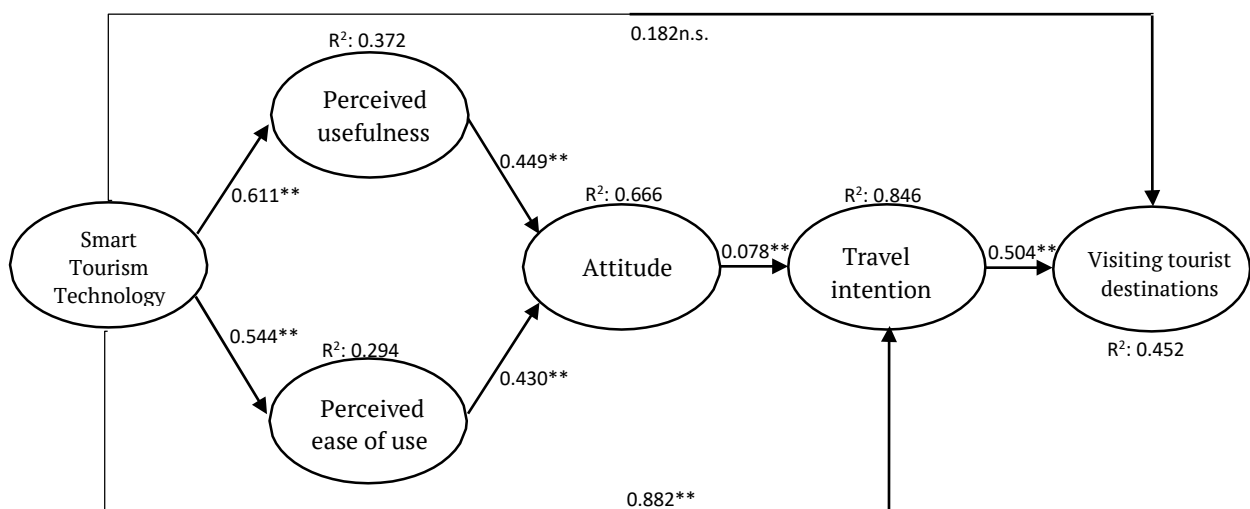 0.182n.s.
R²: 0.372
Perceived
usefulness
0.611**
0.449**
Smart
Tourism
Technology
R²: 0.666
Attitude
0.078**
R²: 0.846
Travel
intention
0.504**
Visiting tourist
destinations
R²: 0.452
0.544**
R²: 0.294
0.430**
Perceived
ease of use
0.882**